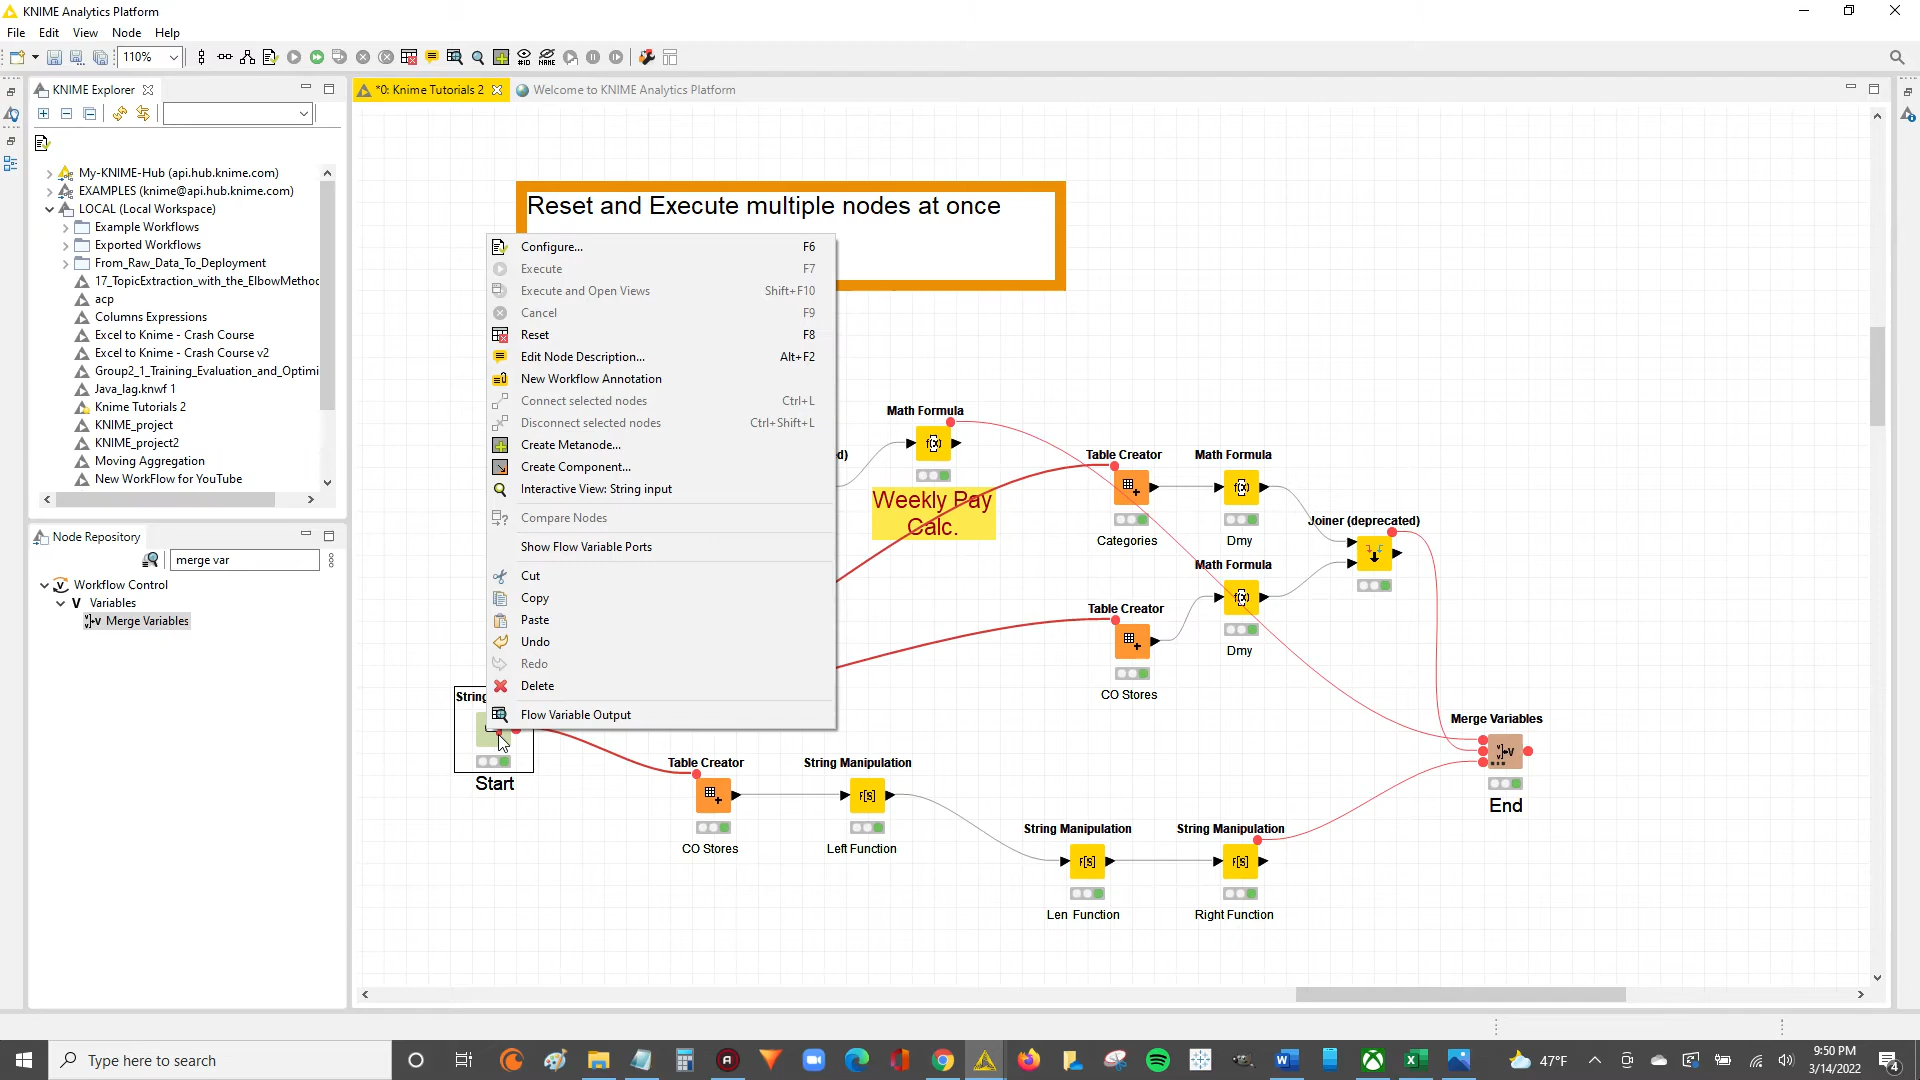 KNIME Analytics Platform
File Edit View Node Help
110%
KNIME Explorer
*0: Knime Tutorials 2
Welcome to KNIME Analytics Platform
My-KNIME-Hub (api.hub.knime.com)
EXAMPLES (knime@api.hub.knime.com)
LOCAL (Local Workspace)
Example Workflows
Exported Workflows
From_Raw_Data_To_Deployment
17_TopicExtraction_with_the_ElbowMethod
acp
Columns Expressions
Excel to Knime - Crash Course
Excel to Knime - Crash Course v2
Group2_1_Training_Evaluation_and_Optimi
Java_lag.knwf 1
Knime Tutorials 2
KNIME_project
KNIME_project2
Moving Aggregation
New WorkFlow for YouTube
Node Repository
merge var
Workflow Control
V Variables
Merge Variables
Reset and Execute multiple nodes at once
Configure... F6
Execute F7
Execute and Open Views Shift+F10
Cancel F9
Reset F8
Edit Node Description... Alt+F2
New Workflow Annotation
Connect selected nodes Ctrl+L
Disconnect selected nodes Ctrl+Shift+L
Create Metanode...
Create Component...
Interactive View: String input
Compare Nodes
Show Flow Variable Ports
Cut
Copy
Paste
Undo
Redo
Delete
Flow Variable Output
String
Start
d)
Math Formula
f(x)
Weekly Pay
Calc.
Table Creator
Categories
Math Formula
f(x)
Dmy
Joiner (deprecated)
Table Creator
CO Stores
Math Formula
f(x)
Dmy
Merge Variables
End
Table Creator
CO Stores
String Manipulation
F[S]
Left Function
String Manipulation
F[S]
Len Function
String Manipulation
F[S]
Right Function
Type here to search
47°F
9:50 PM
3/14/2022
4